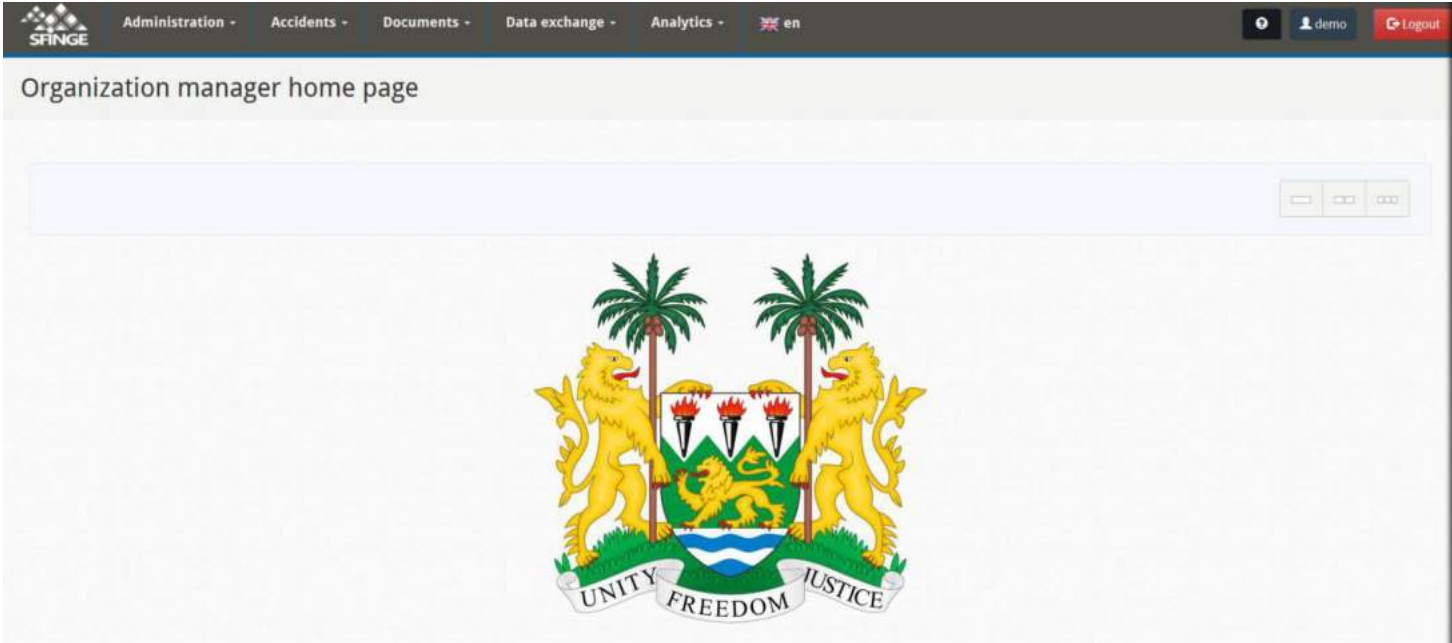 SFINGE Administration Accidents Documents Data exchange Analytics en demo Logout
Organization manager home page
UNITY FREEDOM JUSTICE